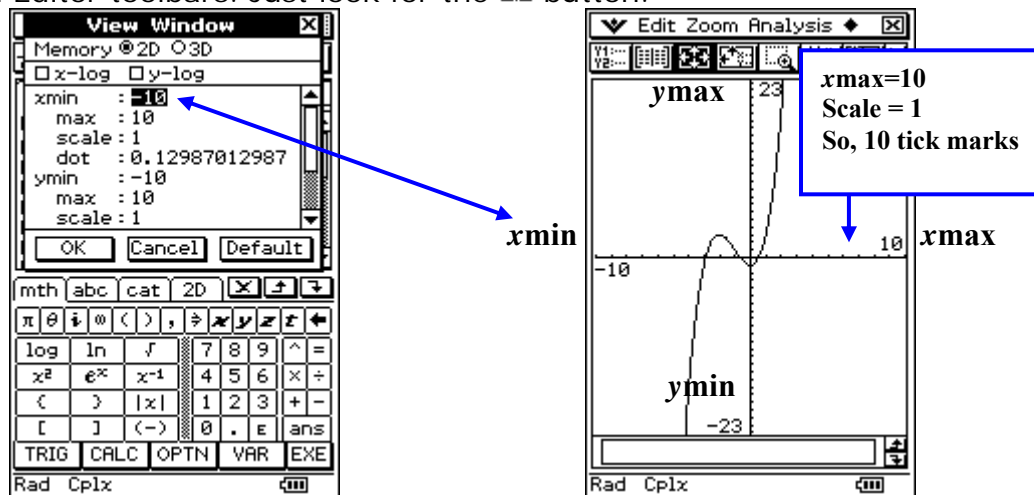 Editor toolbars. Just look for the button.
View Window
Memory 2D 3D
x-log y-log
xmin :-10
max :10
scale:1
dot :0.12987012987
ymin :-10
max :10
scale:1
OK Cancel Default
mth abc cat 2D
π θ i ∞ ( ) , ⇒ x y z t ←
log ln √ 7 8 9 ^ =
x² eˣ x⁻¹ 4 5 6 × ÷
( ) |x| 1 2 3 + -
[ ] (-) 0 . E ans
TRIG CALC OPTN VAR EXE
Rad Cplx
xmin
Edit Zoom Analysis
Y1:
Y2:
ymax
23
xmax=10
Scale = 1
So, 10 tick marks
10
xmax
-10
ymin
-23
Rad Cplx